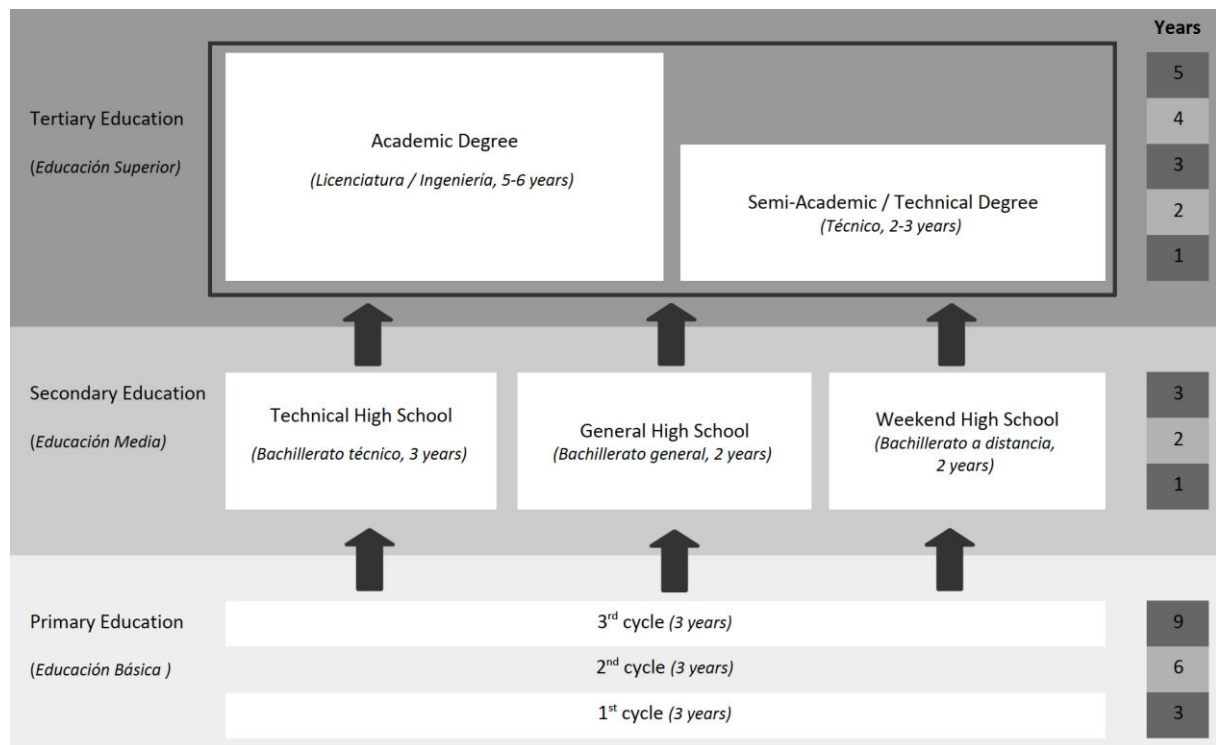 Years
5
Tertiary Education
(Educación Superior)
Academic Degree
(Licenciatura / Ingeniería, 5-6 years)
4
3
Semi-Academic / Technical Degree
(Técnico, 2-3 years)
2
1
Secondary Education
(Educación Media)
Technical High School
(Bachillerato técnico, 3 years)
General High School
(Bachillerato general, 2 years)
Weekend High School
(Bachillerato a distancia,
2 years)
3
2
1
Primary Education
(Educación Básica )
3rd cycle (3 years)
9
2nd cycle (3 years)
6
1st cycle (3 years)
3